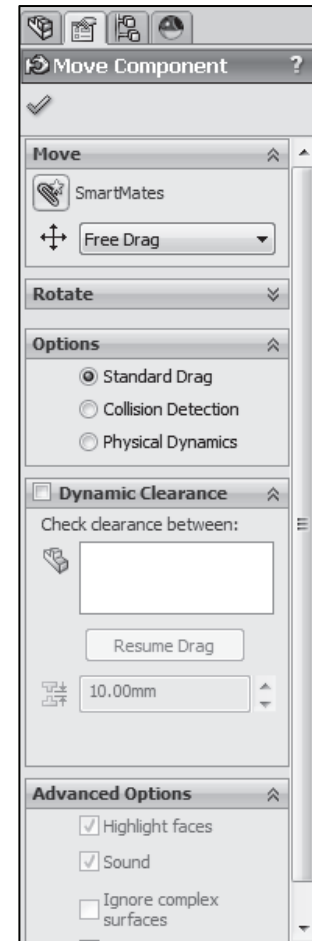 Move Component ?
Move
SmartMates
Free Drag
Rotate
Options
Standard Drag
Collision Detection
Physical Dynamics
Dynamic Clearance
Check clearance between:
Resume Drag
10.00mm
Advanced Options
Highlight faces
Sound
Ignore complex
surfaces